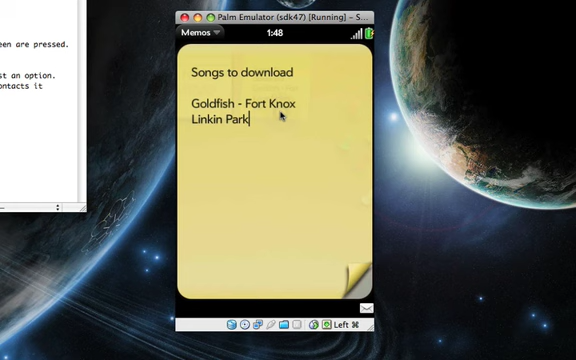 een are pressed.
st an option.
ontacts it
Palm Emulator (sdk47) [Running] – S...
Memos
1:48
Songs to download
Goldfish - Fort Knox
Linkin Park
Left ⌘